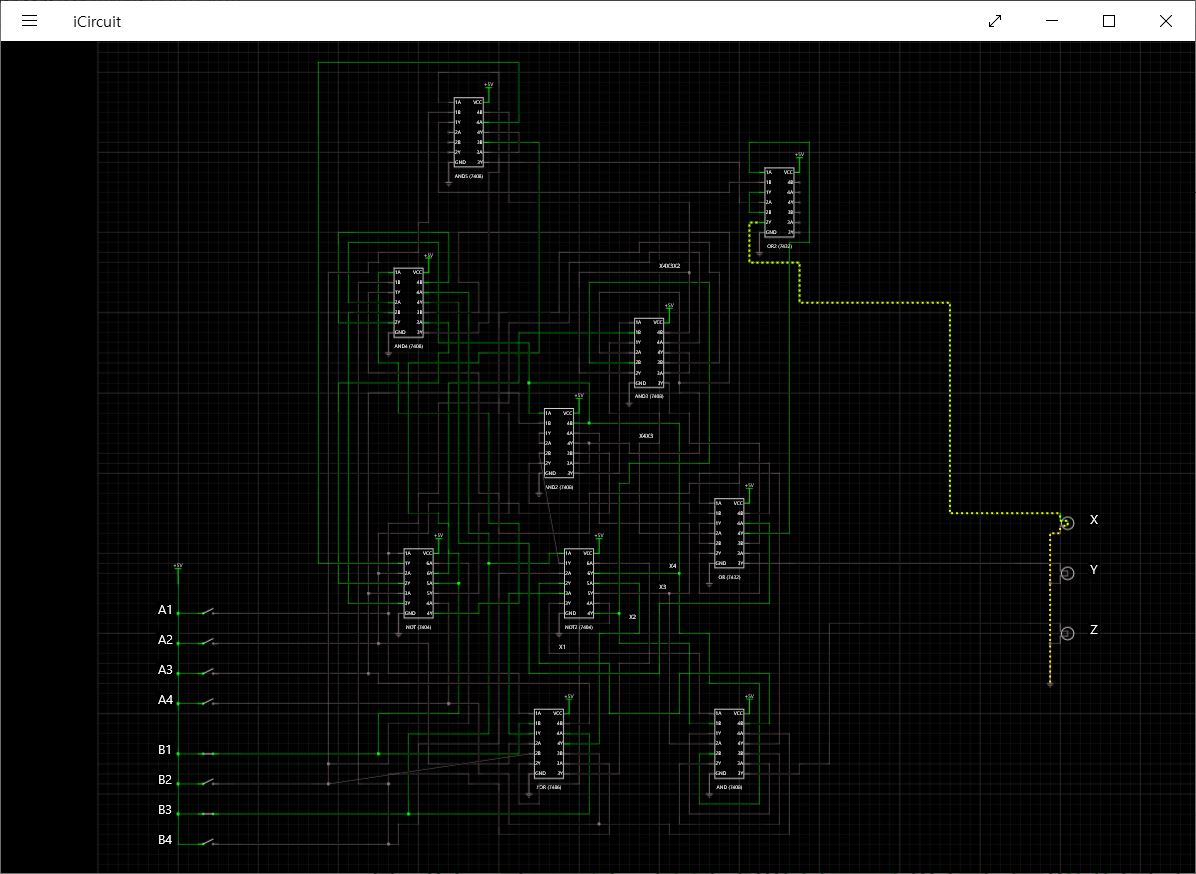 iCircuit
+5V
1A VCC
1B 4B
1Y 4A
2A 4Y
2B 3B
2Y 3A
GND 3Y
AND5 (7408)
+5V
1A VCC
1B 4B
1Y 4A
2A 4Y
2B 3B
2Y 3A
GND 3Y
OR2 (7432)
+5V
1A VCC
1B 4B
1Y 4A
2A 4Y
2B 3B
2Y 3A
GND 3Y
AND4 (7408)
X4X3X2
+5V
1A VCC
1B 4B
1Y 4A
2A 4Y
2B 3B
2Y 3A
GND 3Y
AND3 (7408)
+5V
1A VCC
1B 4B
1Y 4A
2A 4Y
2B 3B
2Y 3A
GND 3Y
AND2 (7408)
X4X3
+5V
1A VCC
1B 4B
1Y 4A
2A 4Y
2B 3B
2Y 3A
GND 3Y
OR (7432)
X
Y
Z
+5V
1A VCC
1Y 6A
2A 6Y
2Y 5A
3A 5Y
3Y 4A
GND 4Y
NOT (7404)
+5V
1A VCC
1Y 6A
2A 6Y
2Y 5A
3A 5Y
3Y 4A
GND 4Y
NOT2 (7404)
X4
X3
X2
X1
+5V
A1
A2
A3
A4
B1
B2
B3
B4
+5V
1A VCC
1B 4B
1Y 4A
2A 4Y
2B 3B
2Y 3A
GND 3Y
+5V
1A VCC
1B 4B
1Y 4A
2A 4Y
2B 3B
2Y 3A
GND 3Y
AND (7408)